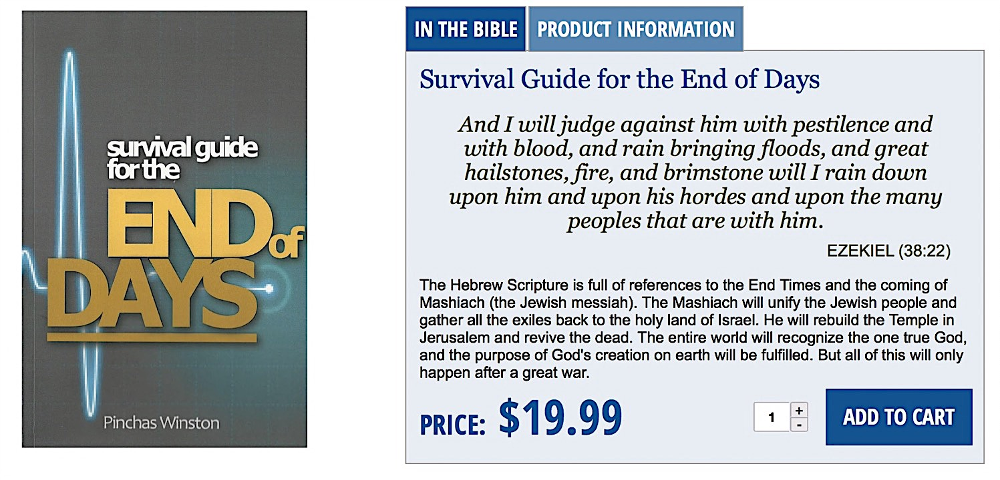 survival guide
for the
END of
DAYS
Pinchas Winston
IN THE BIBLE
PRODUCT INFORMATION
Survival Guide for the End of Days
And I will judge against him with pestilence and
with blood, and rain bringing floods, and great
hailstones, fire, and brimstone will I rain down
upon him and upon his hordes and upon the many
peoples that are with him.
EZEKIEL (38:22)
The Hebrew Scripture is full of references to the End Times and the coming of
Mashiach (the Jewish messiah). The Mashiach will unify the Jewish people and
gather all the exiles back to the holy land of Israel. He will rebuild the Temple in
Jerusalem and revive the dead. The entire world will recognize the one true God,
and the purpose of God's creation on earth will be fulfilled. But all of this will only
happen after a great war.
PRICE: $19.99
1
+
-
ADD TO CART